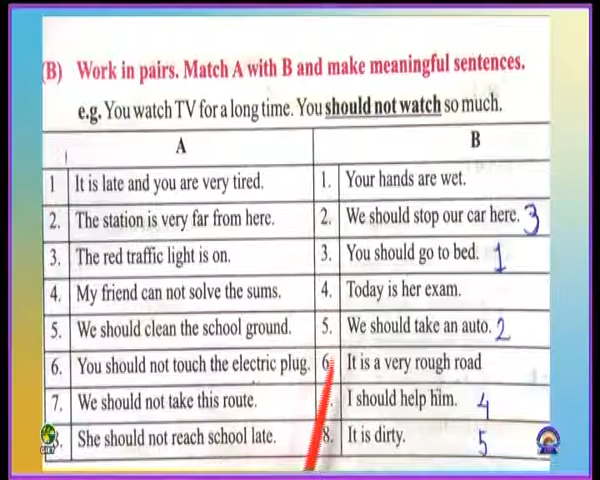 (B) Work in pairs. Match A with B and make meaningful sentences.
e.g. You watch TV for a long time. You should not watch so much.
A B
1 It is late and you are very tired. 1. Your hands are wet.
2. The station is very far from here. 2. We should stop our car here. 3
3. The red traffic light is on. 3. You should go to bed. 1
4. My friend can not solve the sums. 4. Today is her exam.
5. We should clean the school ground. 5. We should take an auto. 2
6. You should not touch the electric plug. 6 It is a very rough road
7. We should not take this route. . I should help him. 4
3. She should not reach school late. 8. It is dirty. 5